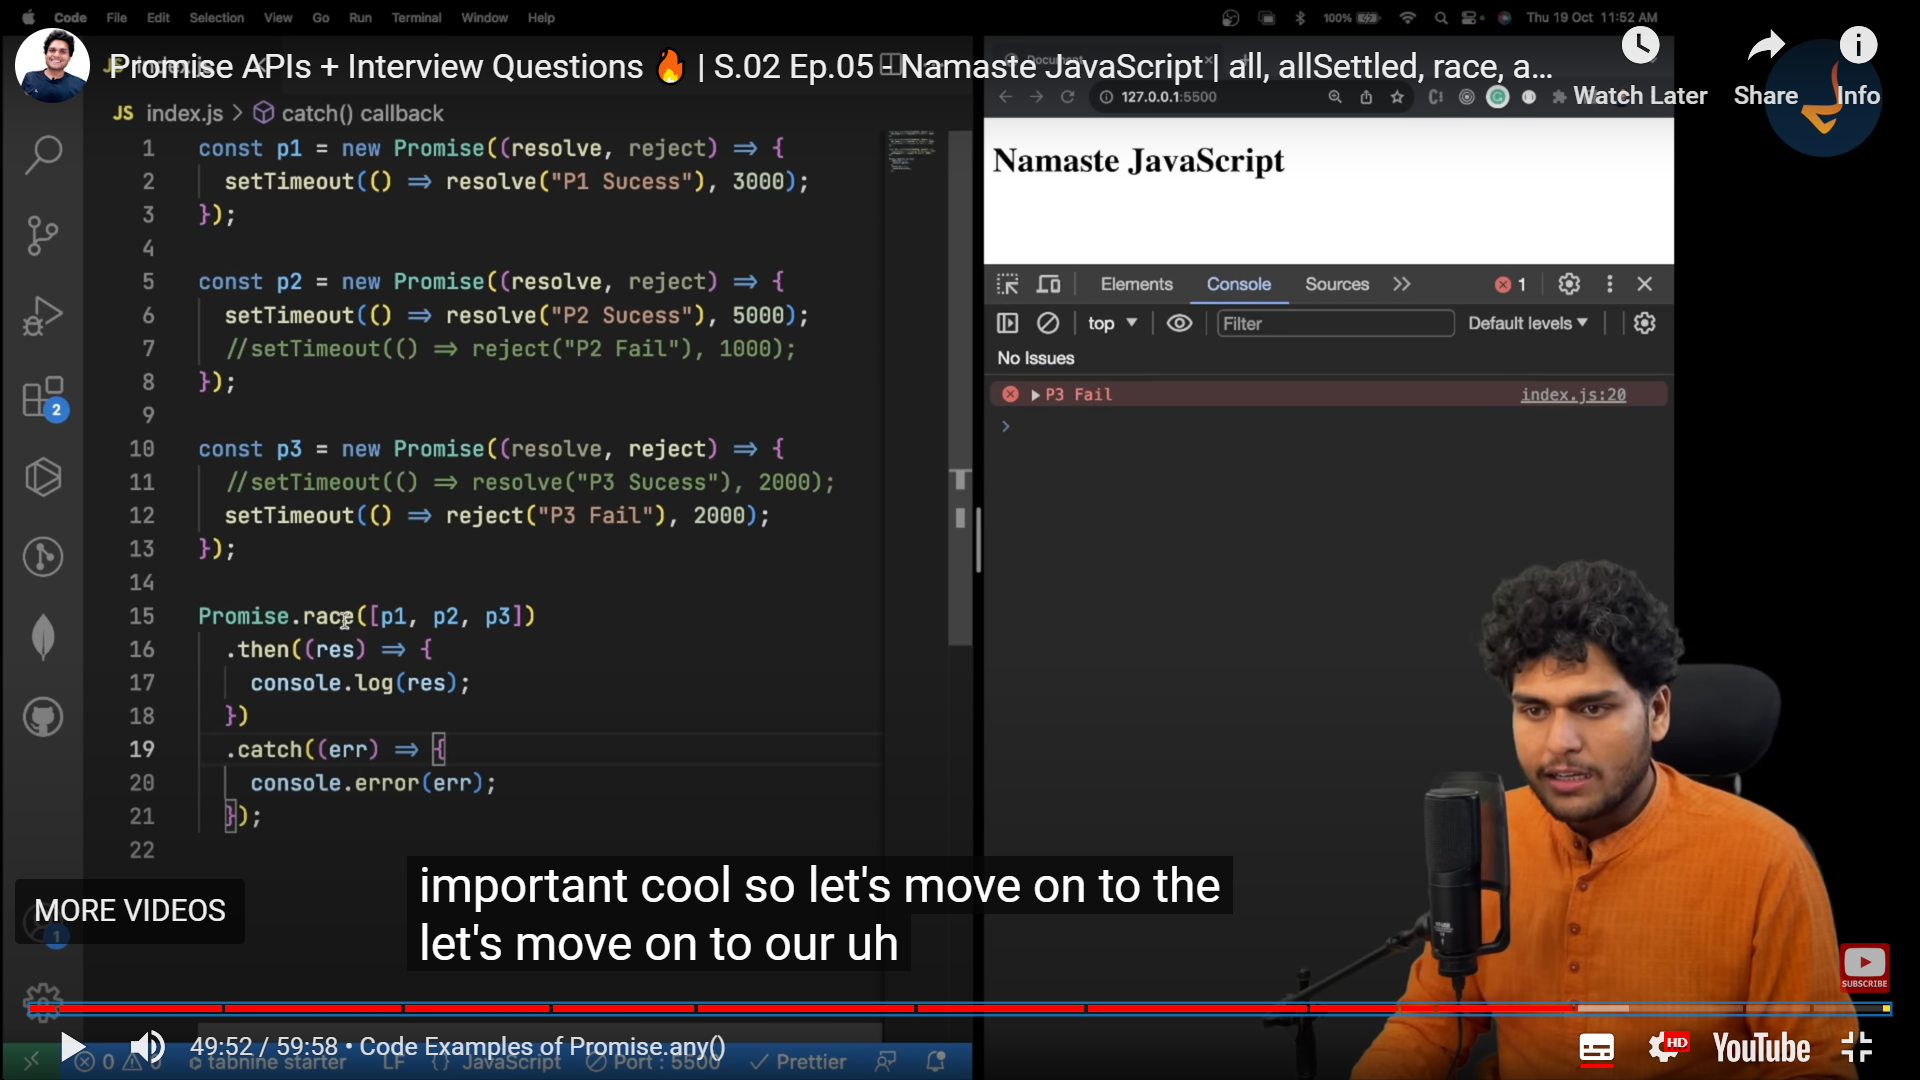 Code File Edit Selection View Go Run Terminal Window Help 100% Thu 19 Oct 11:52 AM
Promise APIs + Interview Questions 🔥 | S.02 Ep.05 - Namaste JavaScript | all, allSettled, race, a...
Watch Later Share Info
JS index.js > catch() callback
127.0.0.1:5500
1 const p1 = new Promise((resolve, reject) => {
2 setTimeout(() => resolve("P1 Sucess"), 3000);
3 });
4
5 const p2 = new Promise((resolve, reject) => {
6 setTimeout(() => resolve("P2 Sucess"), 5000);
7 //setTimeout(() => reject("P2 Fail"), 1000);
8 });
9
10 const p3 = new Promise((resolve, reject) => {
11 //setTimeout(() => resolve("P3 Sucess"), 2000);
12 setTimeout(() => reject("P3 Fail"), 2000);
13 });
14
15 Promise.race([p1, p2, p3])
16 .then((res) => {
17 console.log(res);
18 })
19 .catch((err) => {
20 console.error(err);
21 });
22
2
Namaste JavaScript
Elements Console Sources >> 1
top Filter Default levels
No Issues
P3 Fail index.js:20
important cool so let's move on to the
let's move on to our uh
MORE VIDEOS
1
SUBSCRIBE
49:52 / 59:58 • Code Examples of Promise.any()
HD YouTube
0 tabnine starter LF {} JavaScript Port : 5500 Prettier